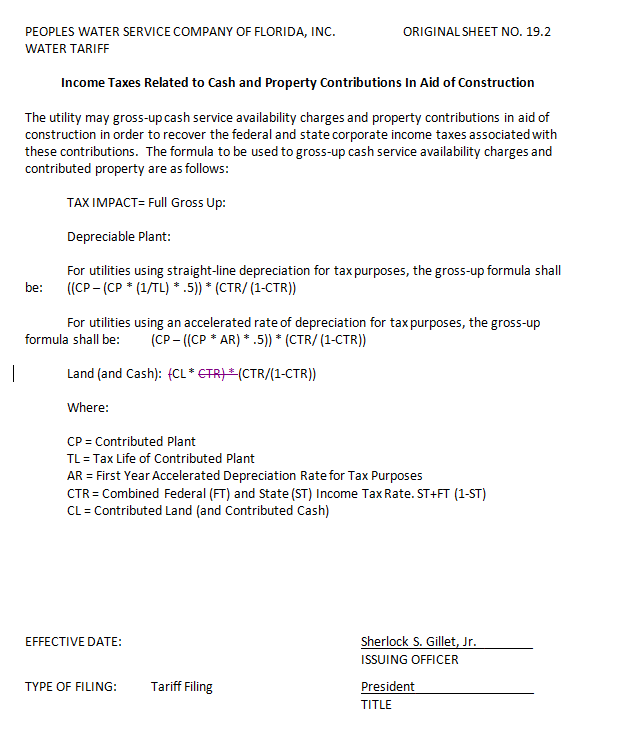 PEOPLES WATER SERVICE COMPANY OF FLORIDA, INC. ORIGINAL SHEET NO. 19.2
WATER TARIFF
Income Taxes Related to Cash and Property Contributions In Aid of Construction
The utility may gross-up cash service availability charges and property contributions in aid of
construction in order to recover the federal and state corporate income taxes associated with
these contributions. The formula to be used to gross-up cash service availability charges and
contributed property are as follows:
TAX IMPACT= Full Gross Up:
Depreciable Plant:
For utilities using straight-line depreciation for tax purposes, the gross-up formula shall
be: ((CP – (CP * (1/TL) * .5)) * (CTR/ (1-CTR))
For utilities using an accelerated rate of depreciation for tax purposes, the gross-up
formula shall be: (CP – ((CP * AR) * .5)) * (CTR/ (1-CTR))
Land (and Cash): (CL * CTR) * (CTR/(1-CTR))
Where:
CP = Contributed Plant
TL = Tax Life of Contributed Plant
AR = First Year Accelerated Depreciation Rate for Tax Purposes
CTR = Combined Federal (FT) and State (ST) Income Tax Rate. ST+FT (1-ST)
CL = Contributed Land (and Contributed Cash)
EFFECTIVE DATE: Sherlock S. Gillet, Jr.
ISSUING OFFICER
TYPE OF FILING: Tariff Filing President
TITLE